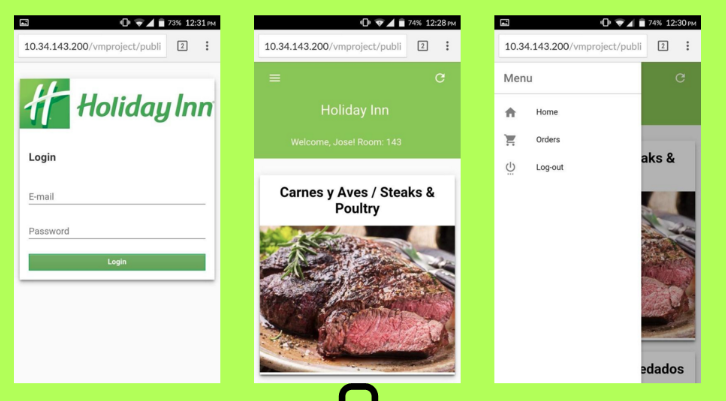 73% 12:31 PM
10.34.143.200/vmproject/publi
2
Holiday Inn
Login
E-mail
Password
Login
74% 12:28 PM
10.34.143.200/vmproject/publi
2
Holiday Inn
Welcome, Jose! Room: 143
Carnes y Aves / Steaks &
Poultry
74% 12:30 PM
10.34.143.200/vmproject/publi
2
Menu
Home
Orders
Log-out
aks &
edados